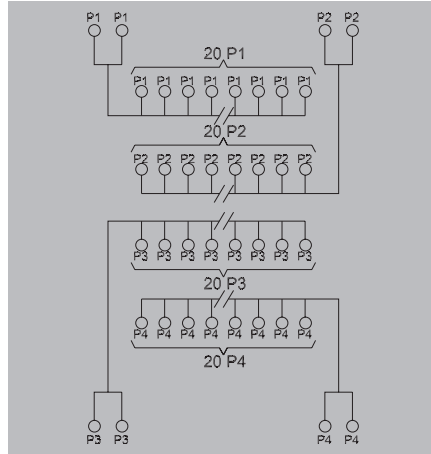 P1 P1 P2 P2
20 P1
P1 P1 P1 P1 P1 P1 P1 P1
20 P2
P2 P2 P2 P2 P2 P2 P2 P2
P3 P3 P3 P3 P3 P3 P3 P3
20 P3
P4 P4 P4 P4 P4 P4 P4 P4
20 P4
P3 P3 P4 P4